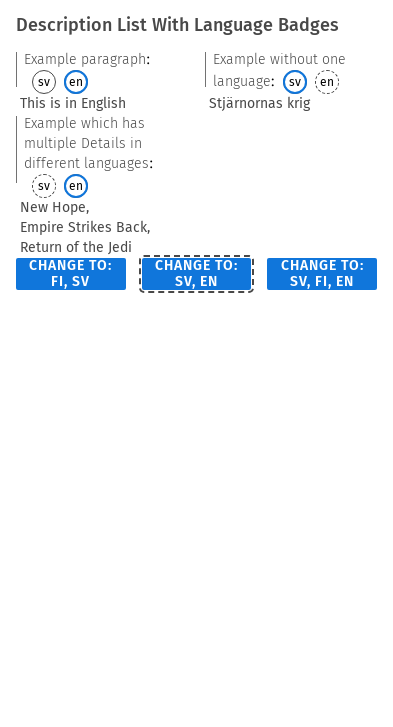 Description List With Language Badges
Example paragraph:
sv en
This is in English
Example without one
language: sv en
Stjärnornas krig
Example which has
multiple Details in
different languages:
sv en
New Hope,
Empire Strikes Back,
Return of the Jedi
CHANGE TO:
FI, SV
CHANGE TO:
SV, EN
CHANGE TO:
SV, FI, EN